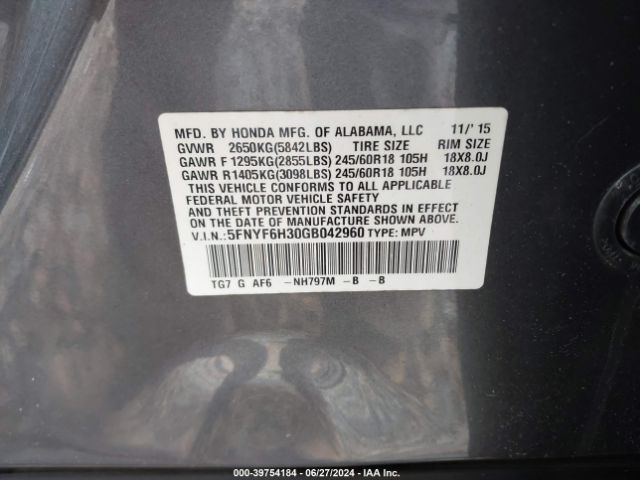 MFD. BY HONDA MFG. OF ALABAMA, LLC 11/'15
GVWR 2650KG(5842LBS) TIRE SIZE RIM SIZE
GAWR F 1295KG(2855LBS) 245/60R18 105H 18X8.0J
GAWR R 1405KG(3098LBS) 245/60R18 105H 18X8.0J
THIS VEHICLE CONFORMS TO ALL APPLICABLE
FEDERAL MOTOR VEHICLE SAFETY
AND THEFT PREVENTION STANDARDS IN EFFECT
ON THE DATE OF MANUFACTURE SHOWN ABOVE.
V.I.N.: 5FNYF6H30GB042960 TYPE: MPV
TG7 G AF6 -NH797M -B -B
000-39754184 | 06/27/2024 | IAA Inc.